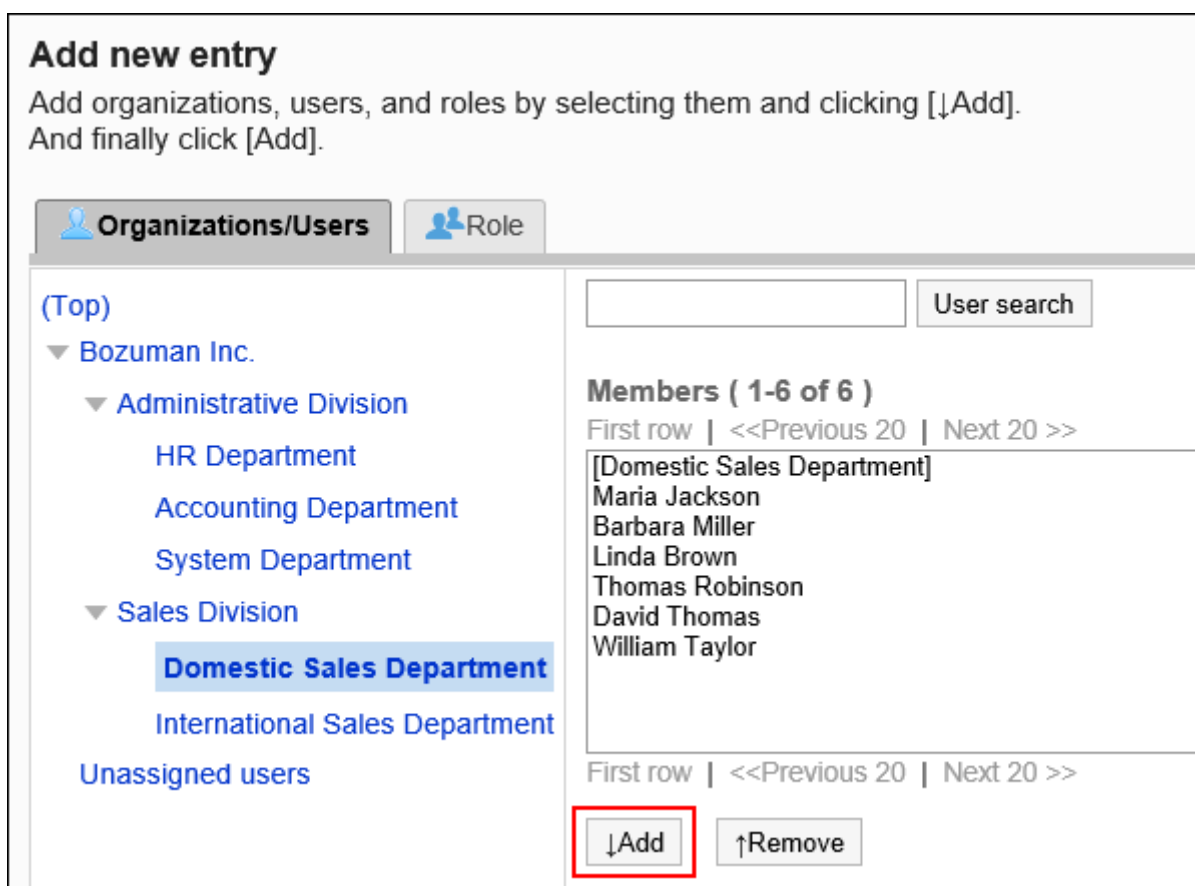 Add new entry
Add organizations, users, and roles by selecting them and clicking [↓Add].
And finally click [Add].
Organizations/Users
Role
(Top)
Bozuman Inc.
Administrative Division
HR Department
Accounting Department
System Department
Sales Division
Domestic Sales Department
International Sales Department
Unassigned users
User search
Members ( 1-6 of 6 )
First row | <<Previous 20 | Next 20 >>
[Domestic Sales Department]
Maria Jackson
Barbara Miller
Linda Brown
Thomas Robinson
David Thomas
William Taylor
First row | <<Previous 20 | Next 20 >>
↓Add
↑Remove